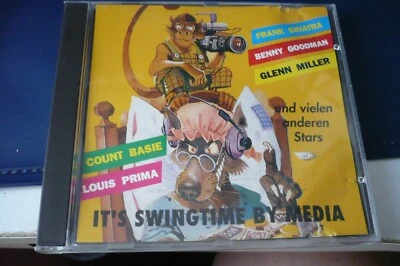 FRANK SINATRA
BENNY GOODMAN
GLENN MILLER
und vielen
anderen
Stars
COUNT BASIE
LOUIS PRIMA
IT'S SWINGTIME BY MEDIA